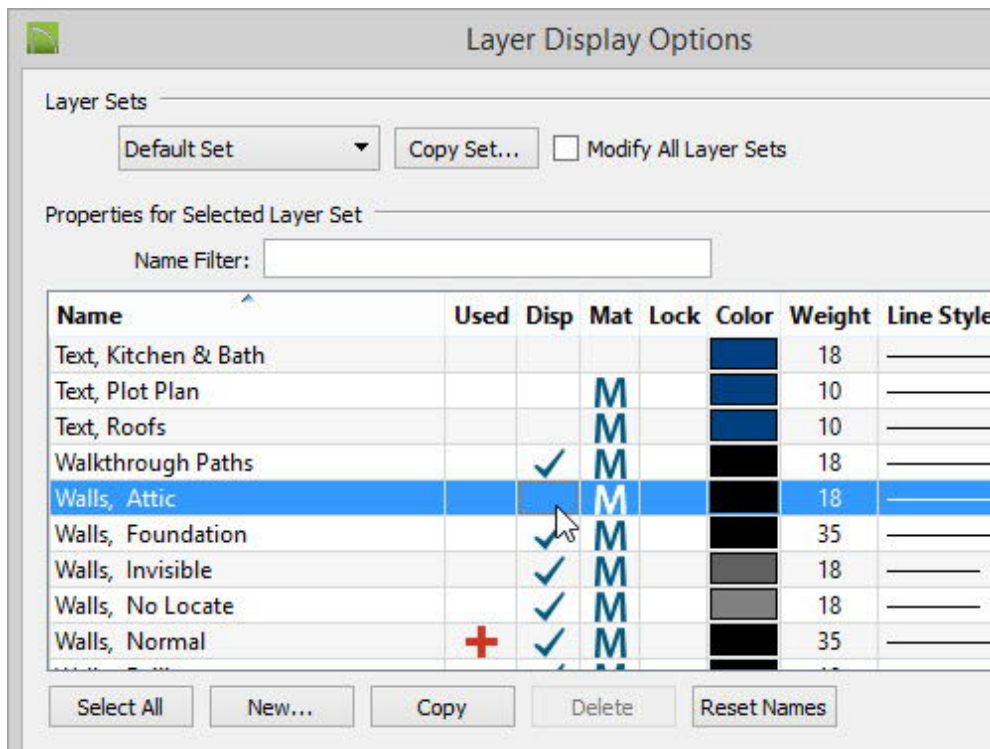 Layer Display Options
Layer Sets
Default Set Copy Set... Modify All Layer Sets
Properties for Selected Layer Set
Name Filter:
Name Used Disp Mat Lock Color Weight Line Style
Text, Kitchen & Bath 18
Text, Plot Plan M 10
Text, Roofs M 10
Walkthrough Paths M 18
Walls, Attic M 18
Walls, Foundation M 35
Walls, Invisible M 18
Walls, No Locate M 18
Walls, Normal M 35
Select All New... Copy Delete Reset Names